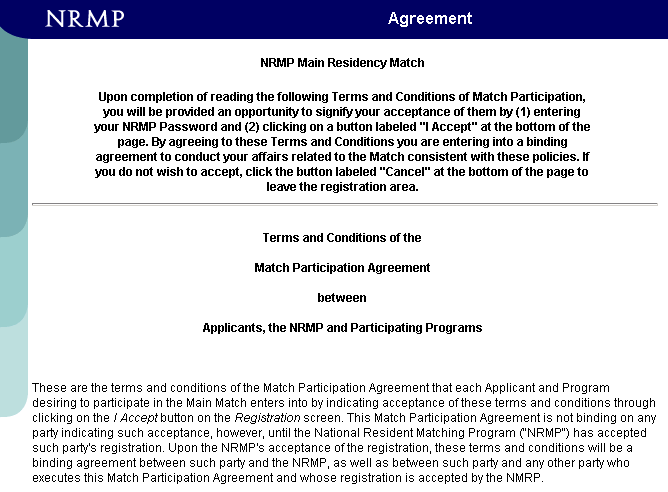 NRMP
Agreement
NRMP Main Residency Match
Upon completion of reading the following Terms and Conditions of Match Participation,
you will be provided an opportunity to signify your acceptance of them by (1) entering
your NRMP Password and (2) clicking on a button labeled "I Accept" at the bottom of the
page. By agreeing to these Terms and Conditions you are entering into a binding
agreement to conduct your affairs related to the Match consistent with these policies. If
you do not wish to accept, click the button labeled "Cancel" at the bottom of the page to
leave the registration area.
Terms and Conditions of the
Match Participation Agreement
between
Applicants, the NRMP and Participating Programs
These are the terms and conditions of the Match Participation Agreement that each Applicant and Program
desiring to participate in the Main Match enters into by indicating acceptance of these terms and conditions through
clicking on the I Accept button on the Registration screen. This Match Participation Agreement is not binding on any
party indicating such acceptance, however, until the National Resident Matching Program ("NRMP") has accepted
such party's registration. Upon the NRMP's acceptance of the registration, these terms and conditions will be a
binding agreement between such party and the NRMP, as well as between such party and any other party who
executes this Match Participation Agreement and whose registration is accepted by the NMRP.